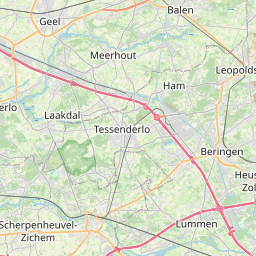 Balen
Geel
Meerhout
Leopolds
Ham
erlo
Laakdal
Tessenderlo
Beringen
Heus
Zol
Scherpenheuvel-
Zichem
Lummen